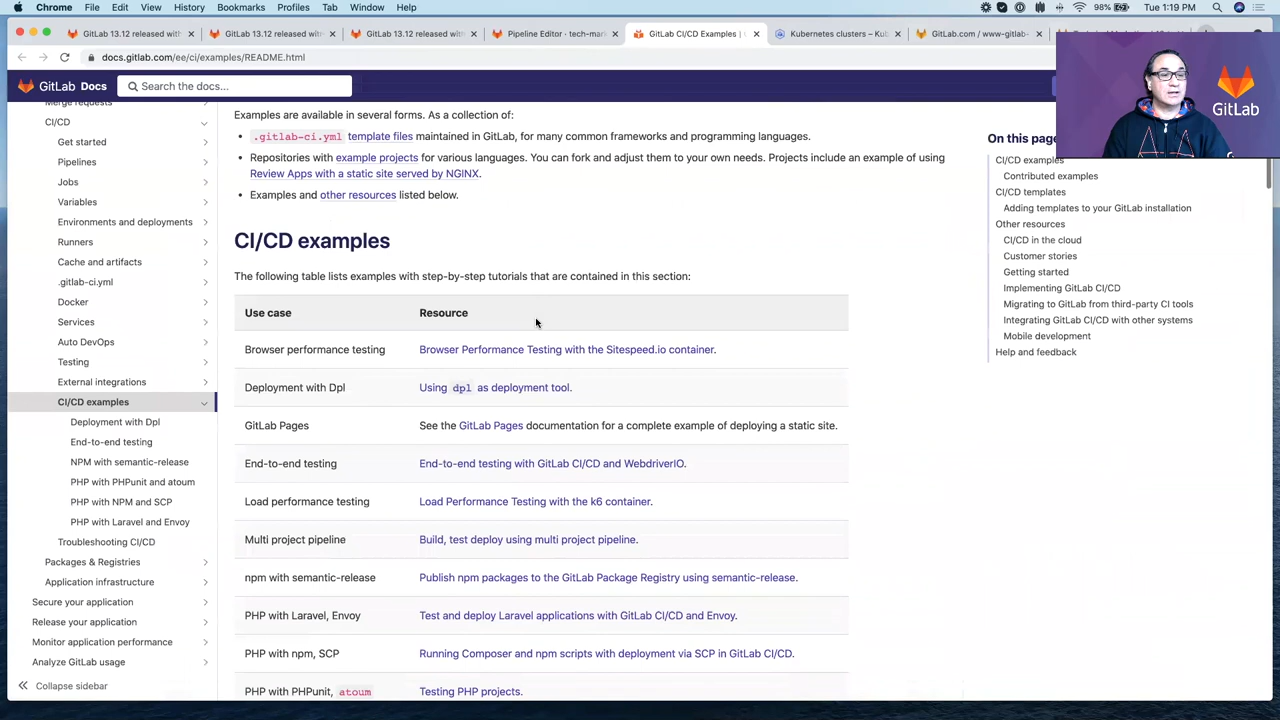 Chrome File Edit View History Bookmarks Profiles Tab Window Help 98% Tue 1:19 PM
GitLab 13.12 released with GitLab 13.12 released with GitLab 13.12 released with Pipeline Editor · tech-mark GitLab CI/CD Examples | Kubernetes clusters – Kub GitLab.com / www-gitlab-
docs.gitlab.com/ee/ci/examples/README.html
GitLab Docs Search the docs...
GitLab
Merge requests
CI/CD
Get started
Pipelines
Jobs
Variables
Environments and deployments
Runners
Cache and artifacts
.gitlab-ci.yml
Docker
Services
Auto DevOps
Testing
External integrations
CI/CD examples
Deployment with Dpl
End-to-end testing
NPM with semantic-release
PHP with PHPunit and atoum
PHP with NPM and SCP
PHP with Laravel and Envoy
Troubleshooting CI/CD
Packages & Registries
Application infrastructure
Secure your application
Release your application
Monitor application performance
Analyze GitLab usage
Collapse sidebar
Examples are available in several forms. As a collection of:
.gitlab-ci.yml template files maintained in GitLab, for many common frameworks and programming languages.
Repositories with example projects for various languages. You can fork and adjust them to your own needs. Projects include an example of using
Review Apps with a static site served by NGINX.
Examples and other resources listed below.
CI/CD examples
The following table lists examples with step-by-step tutorials that are contained in this section:
Use case Resource
Browser performance testing Browser Performance Testing with the Sitespeed.io container.
Deployment with Dpl Using dpl as deployment tool.
GitLab Pages See the GitLab Pages documentation for a complete example of deploying a static site.
End-to-end testing End-to-end testing with GitLab CI/CD and WebdriverIO.
Load performance testing Load Performance Testing with the k6 container.
Multi project pipeline Build, test deploy using multi project pipeline.
npm with semantic-release Publish npm packages to the GitLab Package Registry using semantic-release.
PHP with Laravel, Envoy Test and deploy Laravel applications with GitLab CI/CD and Envoy.
PHP with npm, SCP Running Composer and npm scripts with deployment via SCP in GitLab CI/CD.
PHP with PHPunit, atoum Testing PHP projects.
On this page
CI/CD examples
Contributed examples
CI/CD templates
Adding templates to your GitLab installation
Other resources
CI/CD in the cloud
Customer stories
Getting started
Implementing GitLab CI/CD
Migrating to GitLab from third-party CI tools
Integrating GitLab CI/CD with other systems
Mobile development
Help and feedback